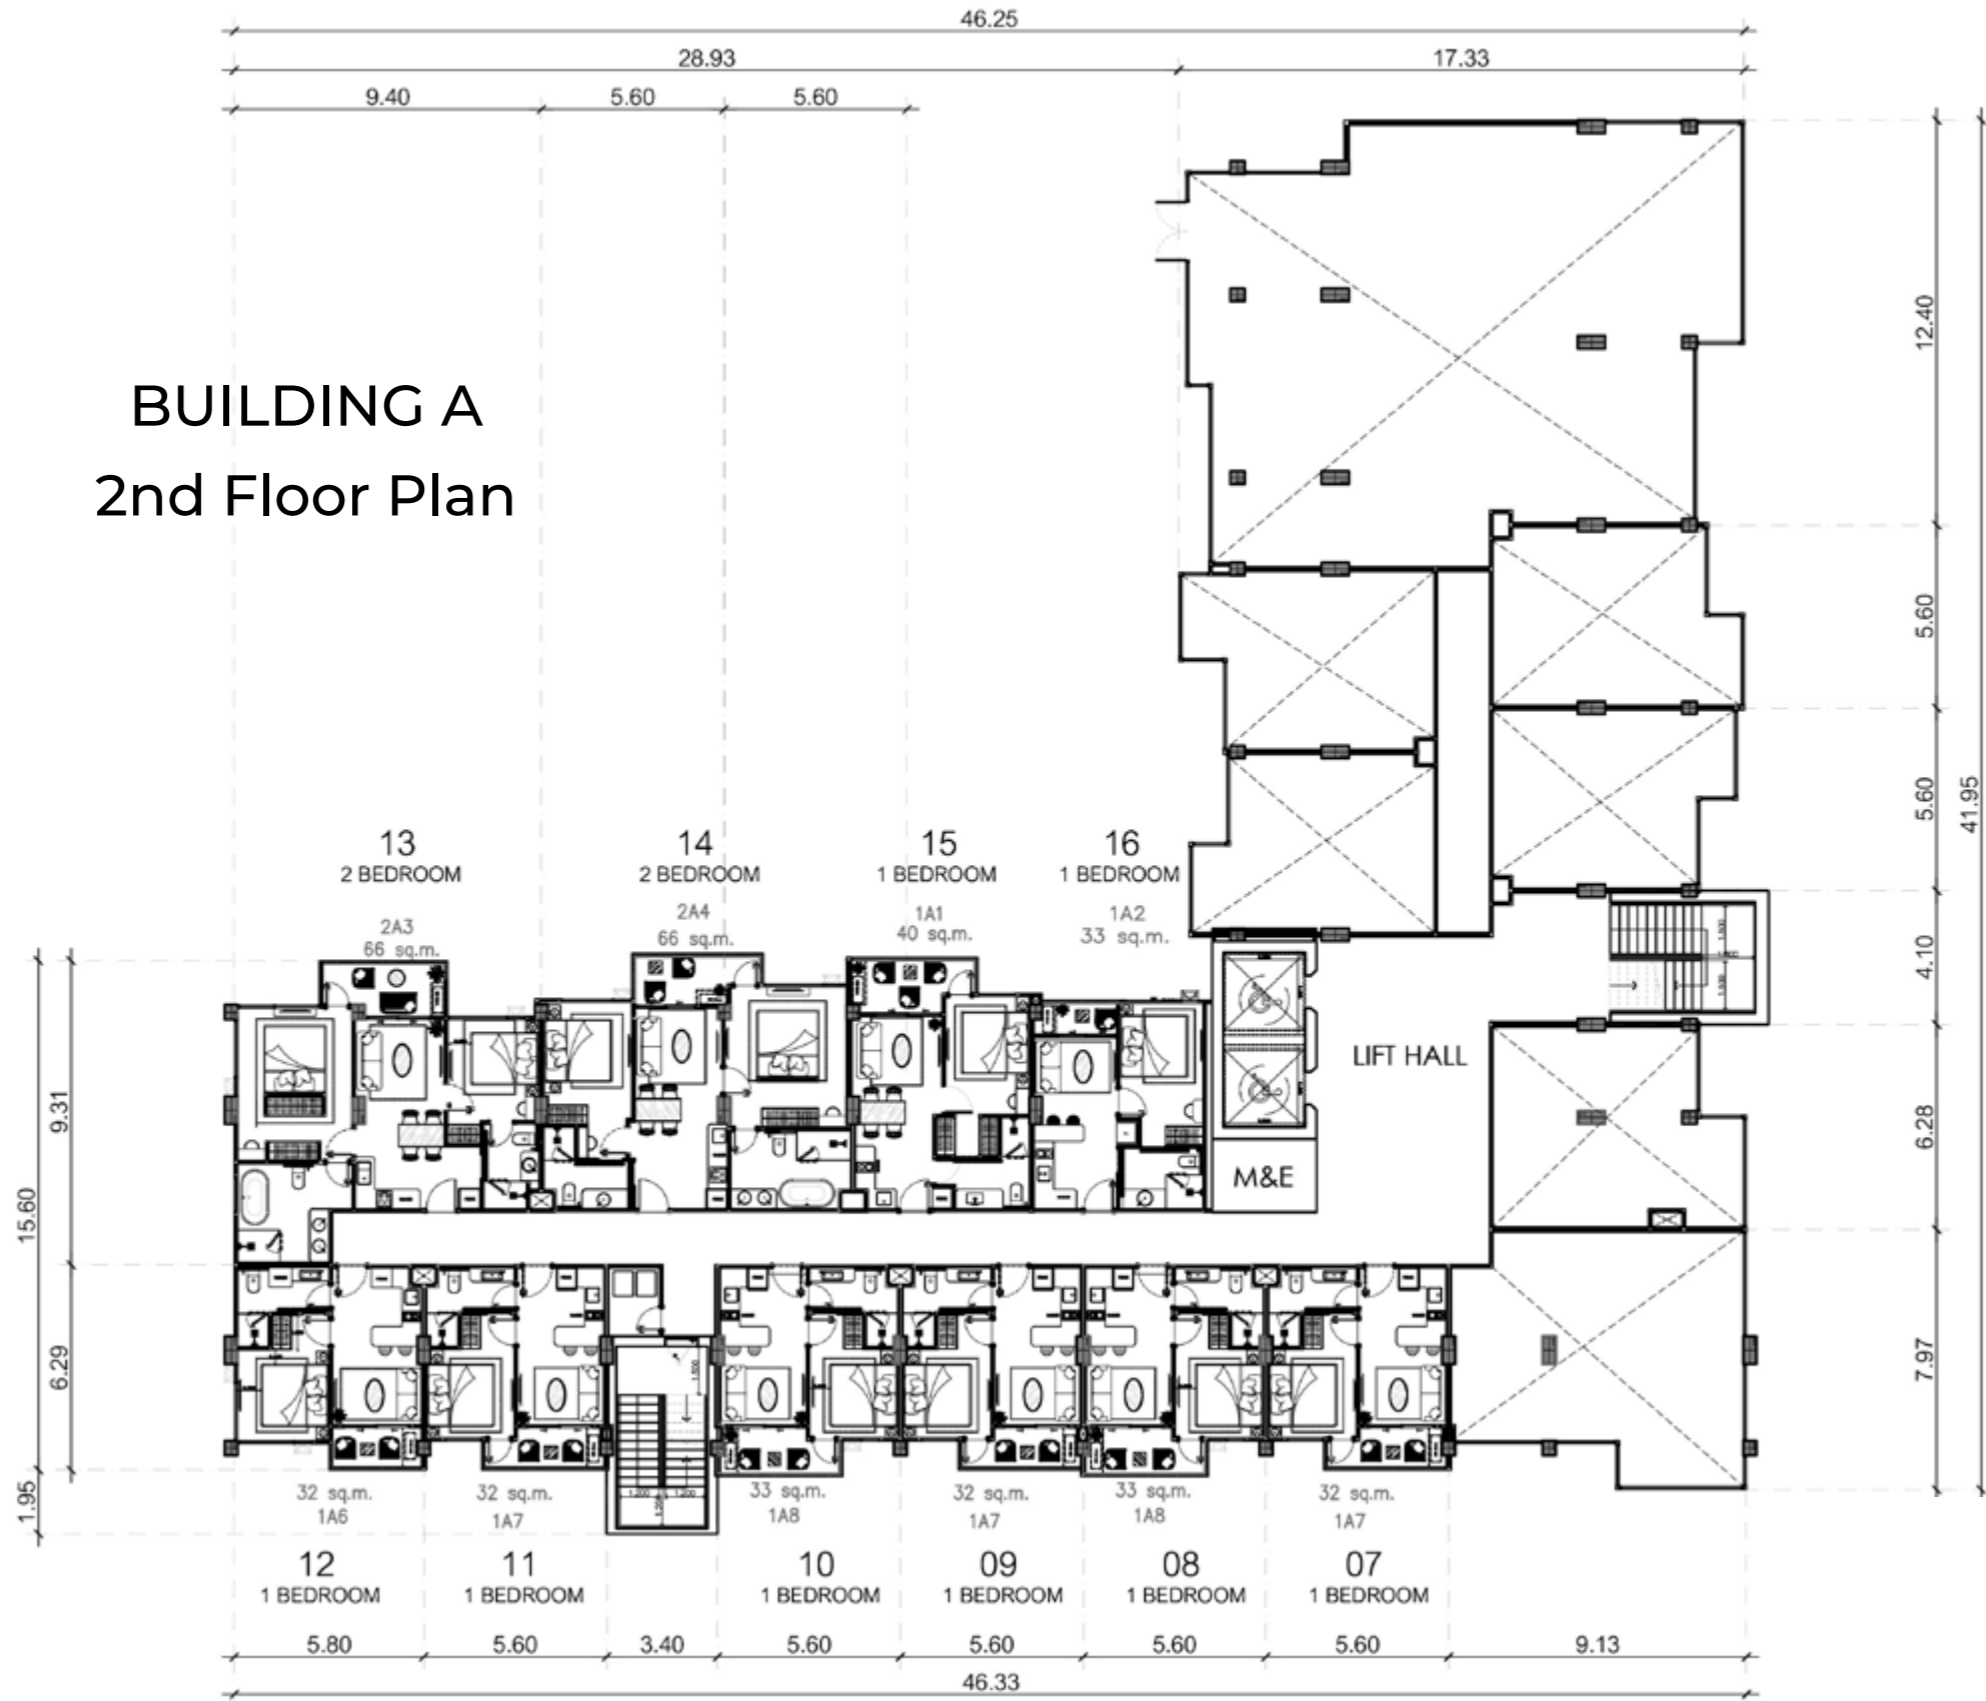 46.25
28.93
17.33
9.40
5.60
5.60
BUILDING A
2nd Floor Plan
12.40
5.60
5.60
41.95
4.10
6.28
7.97
13
2 BEDROOM
2A3
66 sq.m.
14
2 BEDROOM
2A4
66 sq.m.
15
1 BEDROOM
1A1
40 sq.m.
16
1 BEDROOM
1A2
33 sq.m.
LIFT HALL
M&E
9.31
15.60
6.29
1.95
32 sq.m.
1A6
12
1 BEDROOM
32 sq.m.
1A7
11
1 BEDROOM
33 sq.m.
1A8
10
1 BEDROOM
32 sq.m.
1A7
09
1 BEDROOM
33 sq.m.
1A8
08
1 BEDROOM
32 sq.m.
1A7
07
1 BEDROOM
5.80
5.60
3.40
5.60
5.60
5.60
5.60
9.13
46.33